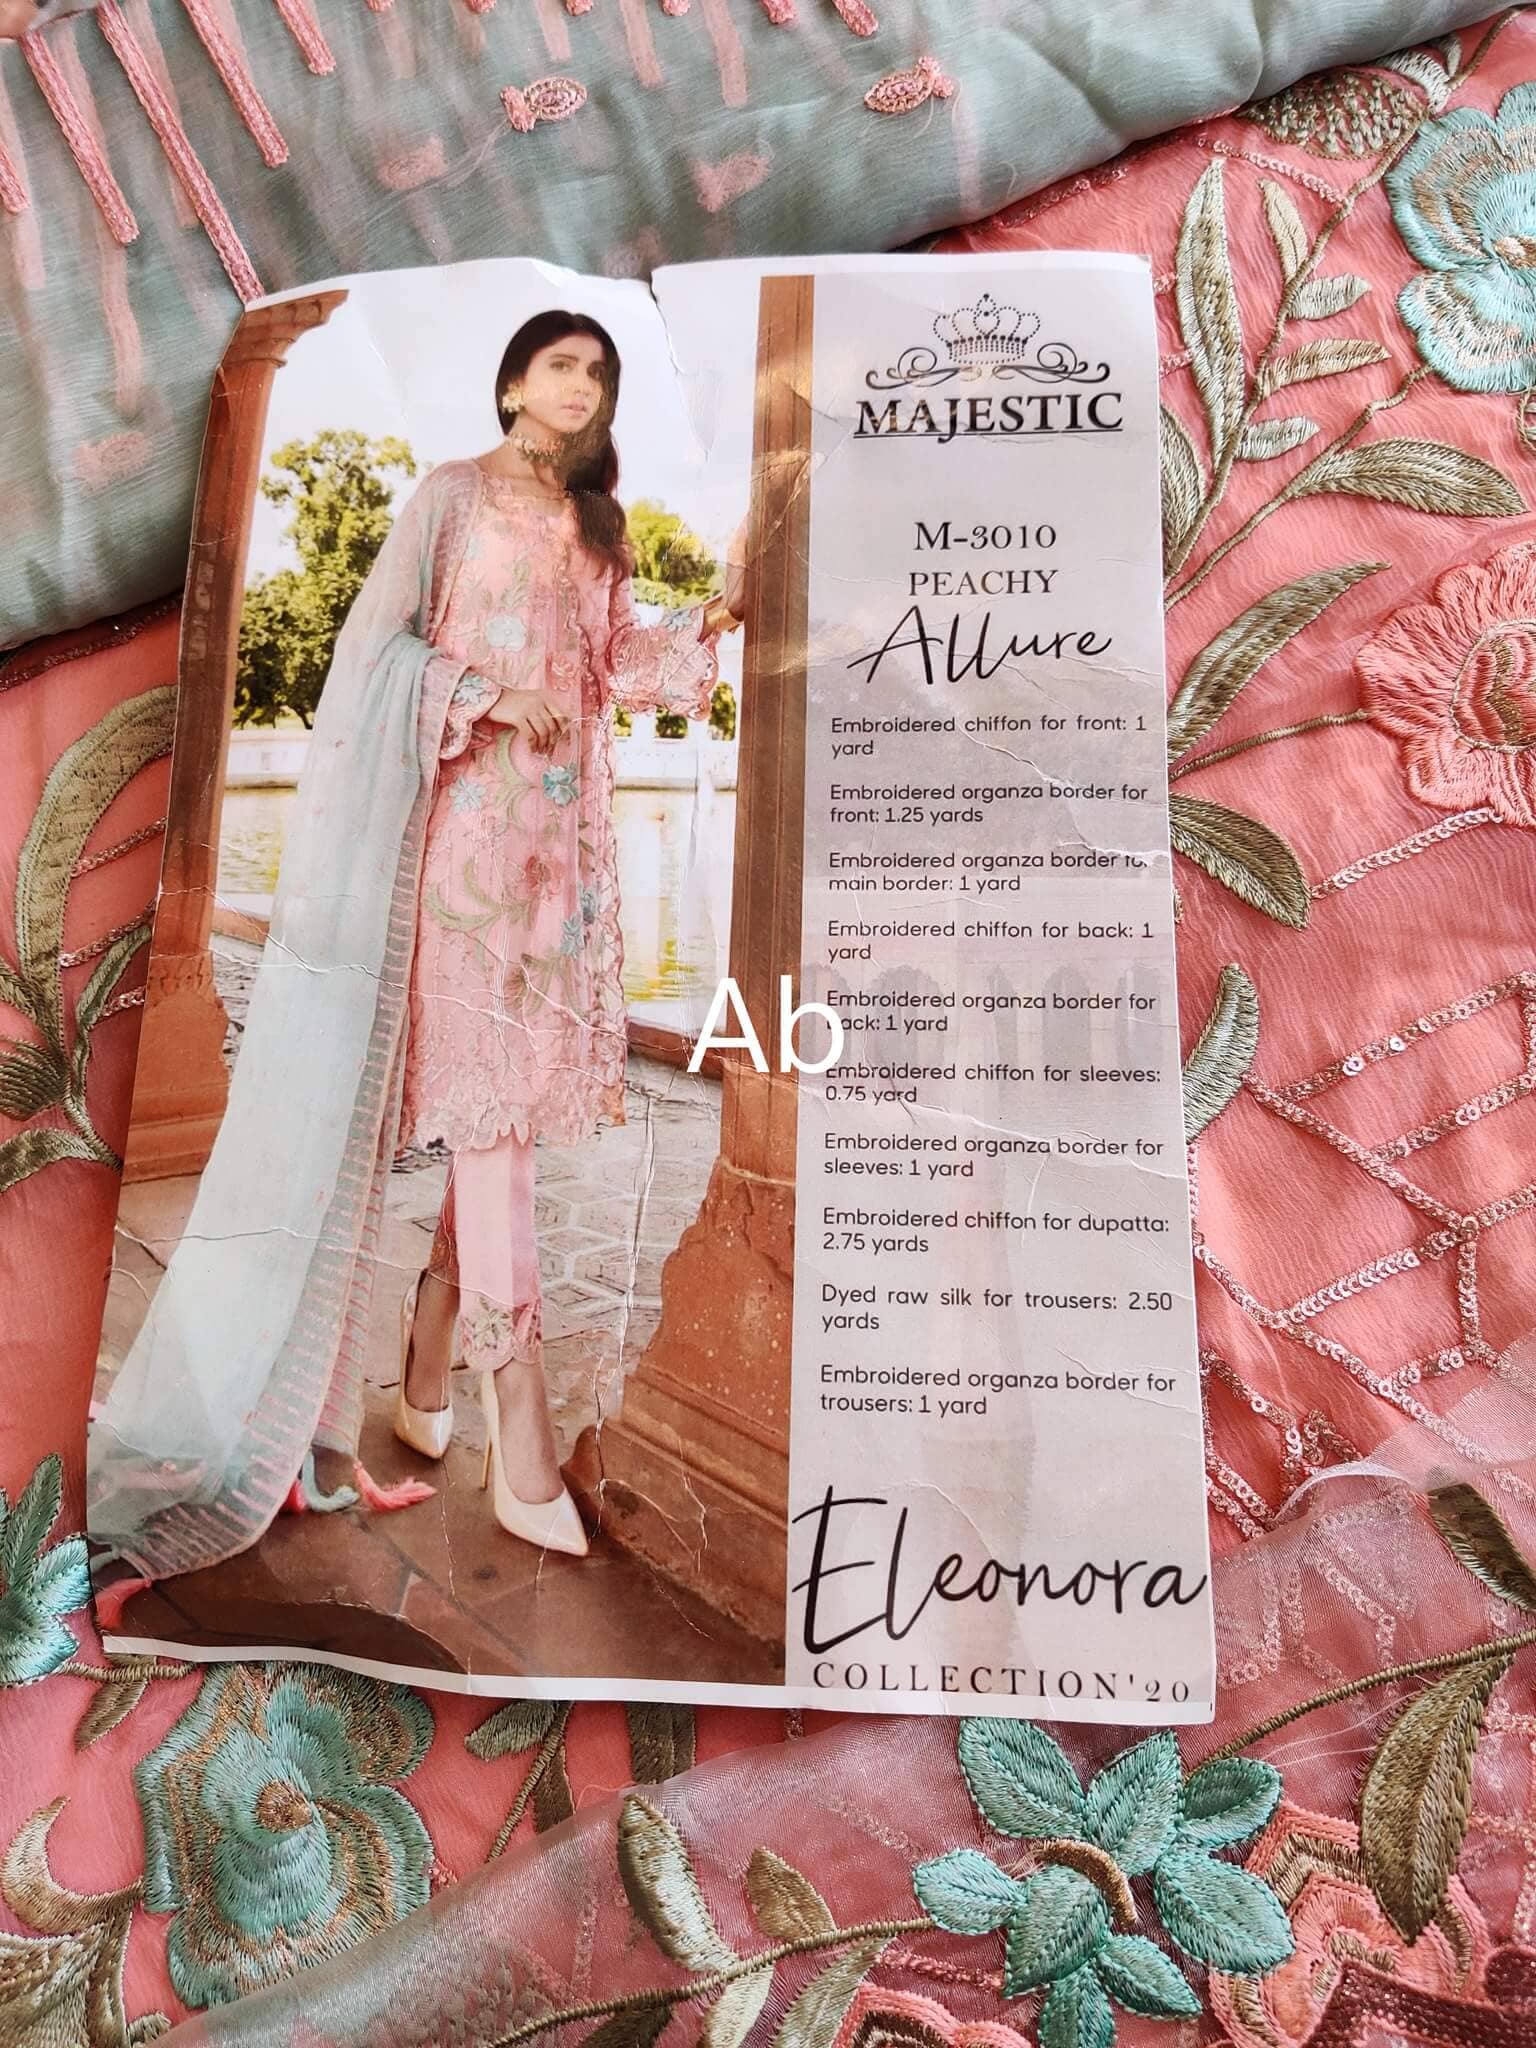 MAJESTIC
M-3010
PEACHY
Allure
Embroidered chiffon for front: 1
yard
Embroidered organza border for
front: 1.25 yards
Embroidered organza border for
main border: 1 yard
Embroidered chiffon for back: 1
yard
Embroidered organza border for
back: 1 yard
Ab
Embroidered chiffon for sleeves:
0.75 yard
Embroidered organza border for
sleeves: 1 yard
Embroidered chiffon for dupatta:
2.75 yards
Dyed raw silk for trousers: 2.50
yards
Embroidered organza border for
trousers: 1 yard
Eleonora
COLLECTION'20